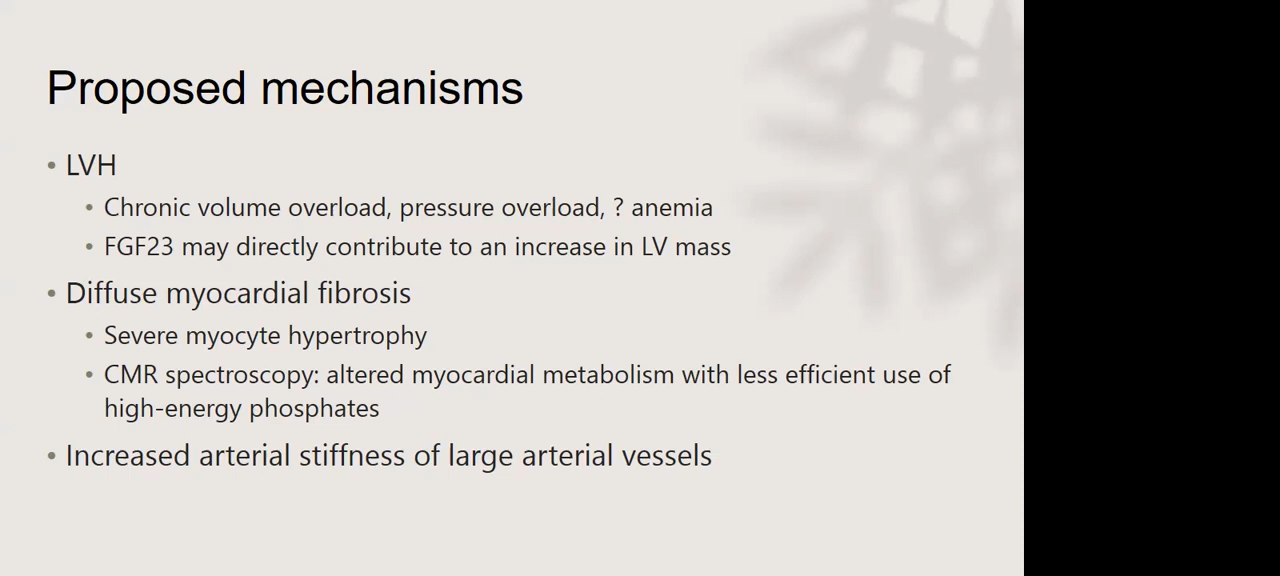 Proposed mechanisms
• LVH
• Chronic volume overload, pressure overload, ? anemia
• FGF23 may directly contribute to an increase in LV mass
• Diffuse myocardial fibrosis
• Severe myocyte hypertrophy
• CMR spectroscopy: altered myocardial metabolism with less efficient use of
high-energy phosphates
• Increased arterial stiffness of large arterial vessels